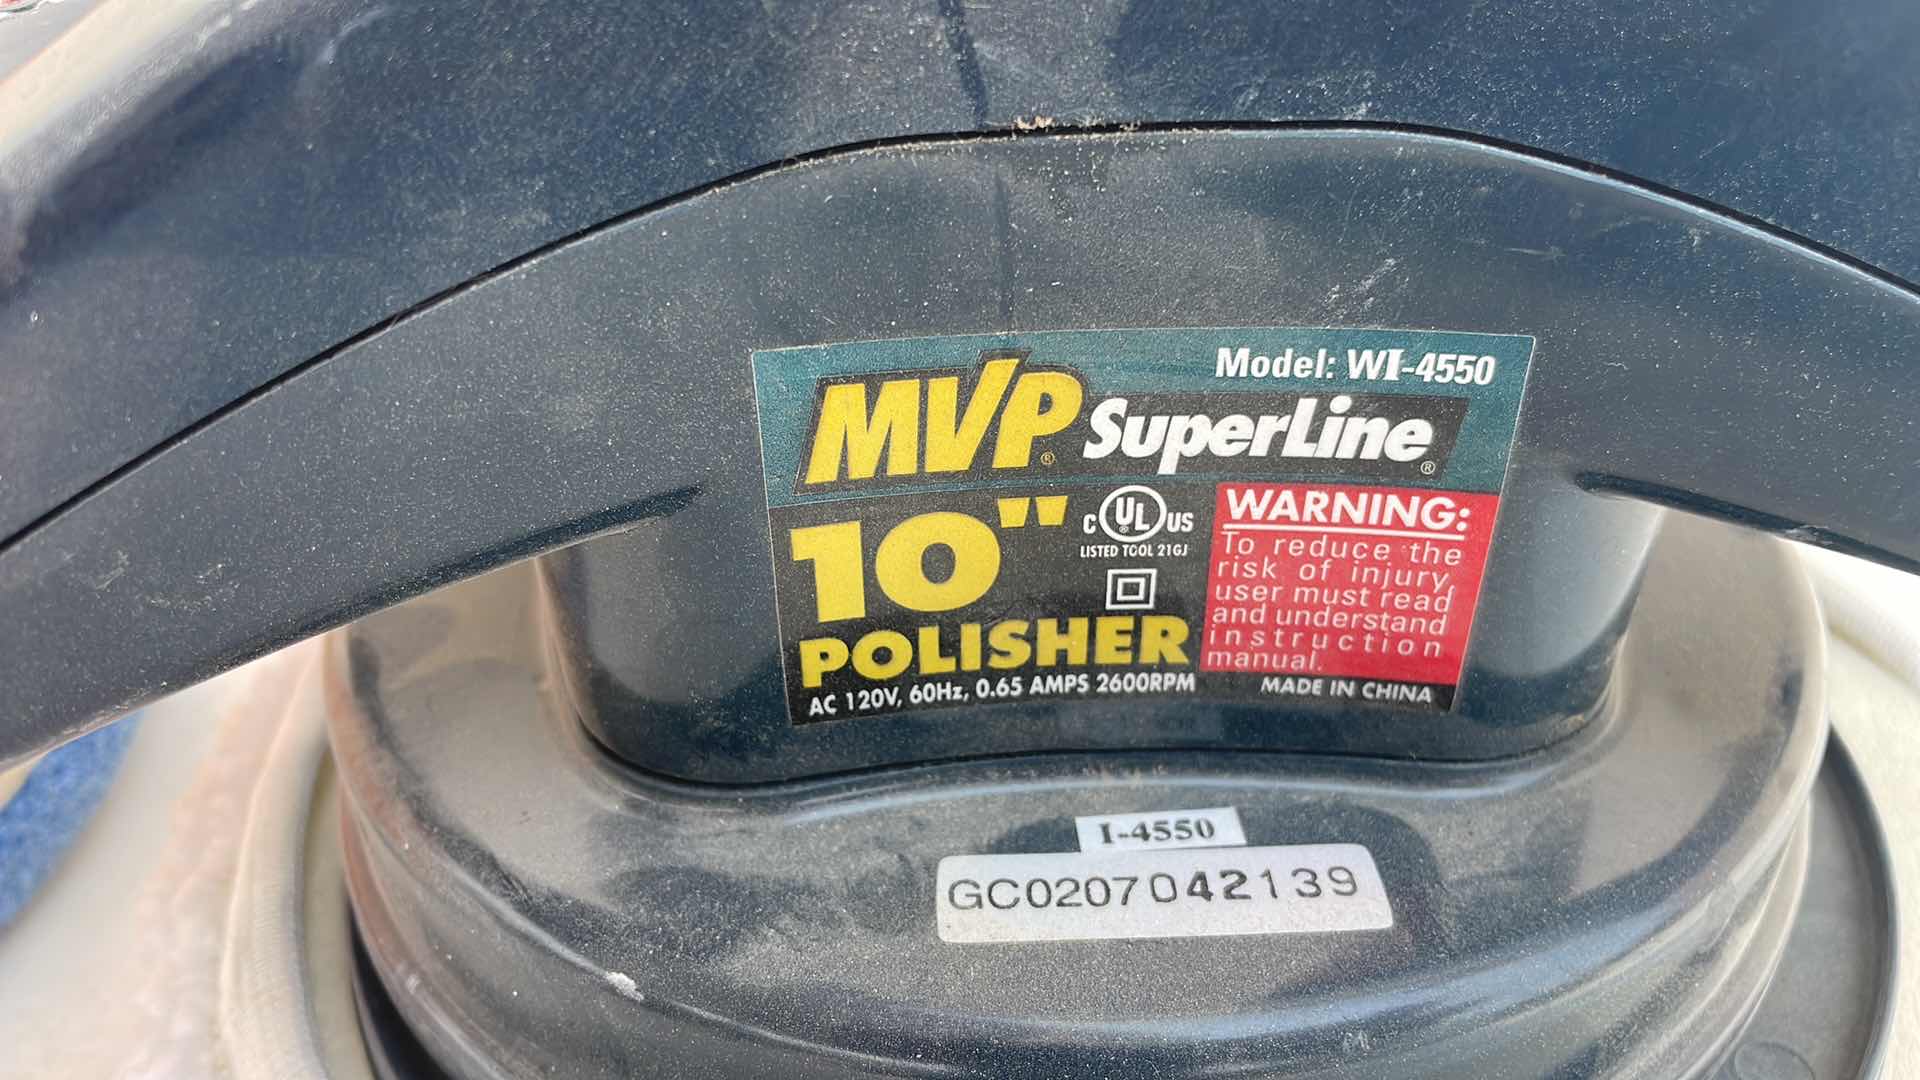 Model: WI-4550
MVP® SuperLine®
10"
POLISHER
AC 120V, 60Hz, 0.65 AMPS 2600RPM
C UL® US
LISTED TOOL 21GJ
WARNING:
To reduce the
risk of injury,
user must read
and understand
instruction
manual.
MADE IN CHINA
I-4550
GC0207042139